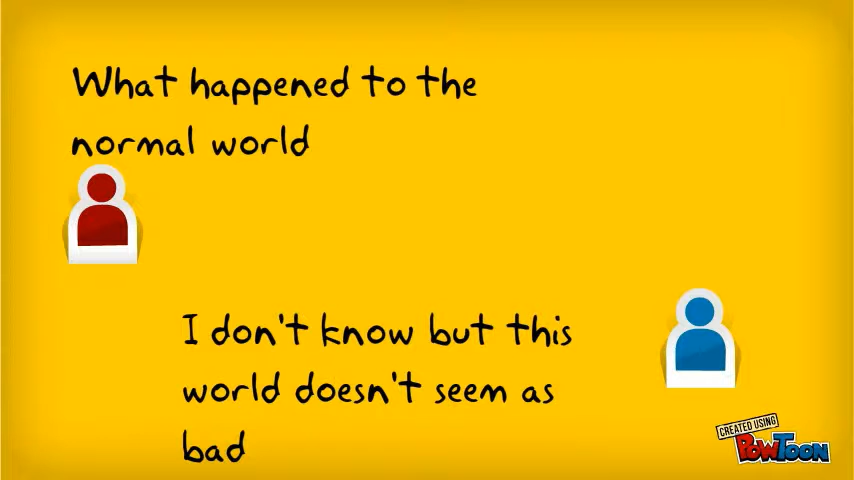 What happened to the
normal world
I don't know but this
world doesn't seem as
bad
CREATED USING
POWTOON